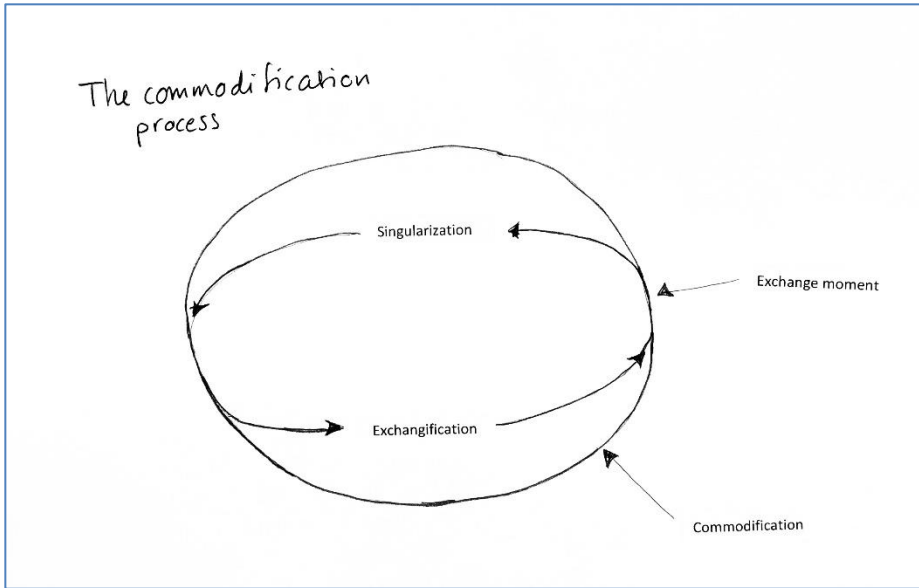 The commodification
process
Singularization
Exchange moment
Exchangification
Commodification